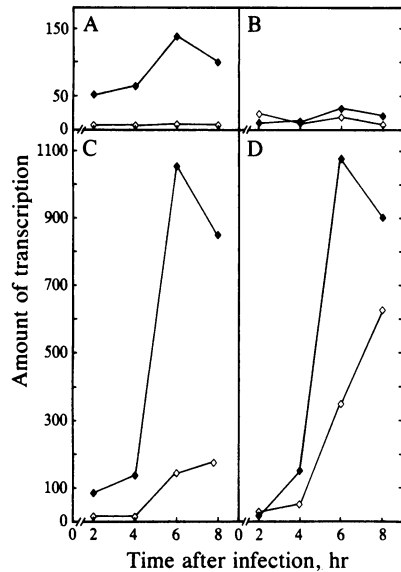 A
B
150
50
0
C
D
1100
900
700
500
300
100
0
0 2 4 6 8 0 2 4 6 8
Amount of transcription
Time after infection, hr